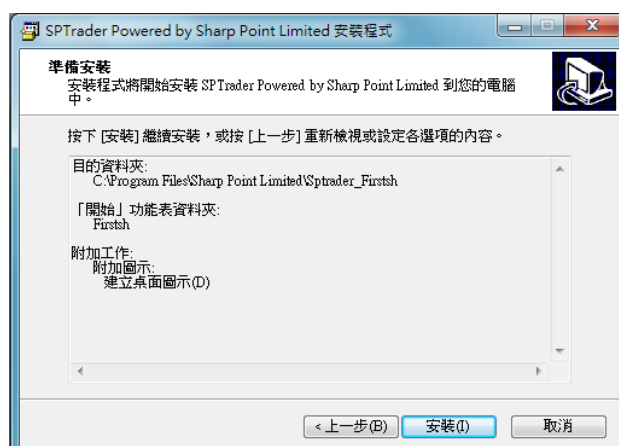 SPTrader Powered by Sharp Point Limited 安裝程式
準備安裝
安裝程式將開始安裝 SPTrader Powered by Sharp Point Limited 到您的電腦
中。
按下 [安裝] 繼續安裝，或按 [上一步] 重新檢視或設定各選項的內容。
目的資料夾:
C:\Program Files\Sharp Point Limited\Sptrader_Firstsh
「開始」功能表資料夾:
Firstsh
附加工作:
附加圖示:
建立桌面圖示(D)
<上一步(B) 安裝(I) 取消